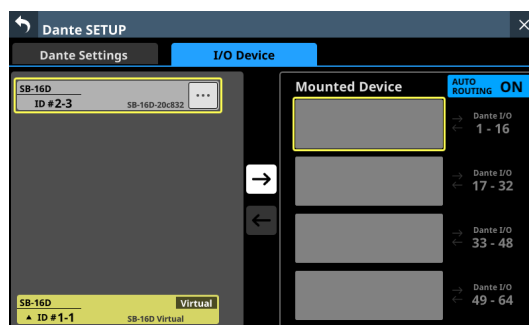 Dante SETUP
Dante Settings
I/O Device
SB-16D
ID #2-3
SB-16D-20c832
...
Mounted Device
AUTO ROUTING ON
Dante I/O
1 - 16
Dante I/O
17 - 32
Dante I/O
33 - 48
Dante I/O
49 - 64
SB-16D
Virtual
▲ ID #1-1
SB-16D Virtual